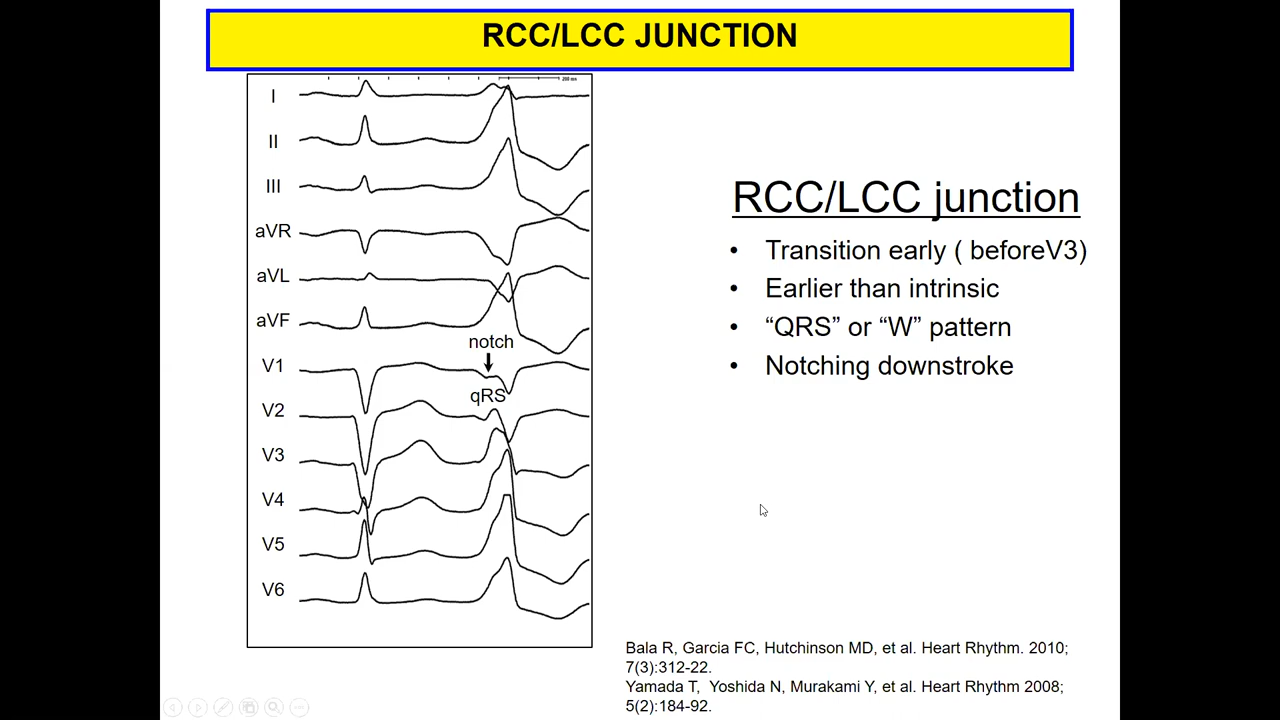 RCC/LCC JUNCTION
200 ms
I
II
III
aVR
aVL
aVF
notch
V1
qRS
V2
V3
V4
V5
V6
RCC/LCC junction
• Transition early ( beforeV3)
• Earlier than intrinsic
• “QRS” or “W” pattern
• Notching downstroke
Bala R, Garcia FC, Hutchinson MD, et al. Heart Rhythm. 2010;
7(3):312-22.
Yamada T, Yoshida N, Murakami Y, et al. Heart Rhythm 2008;
5(2):184-92.